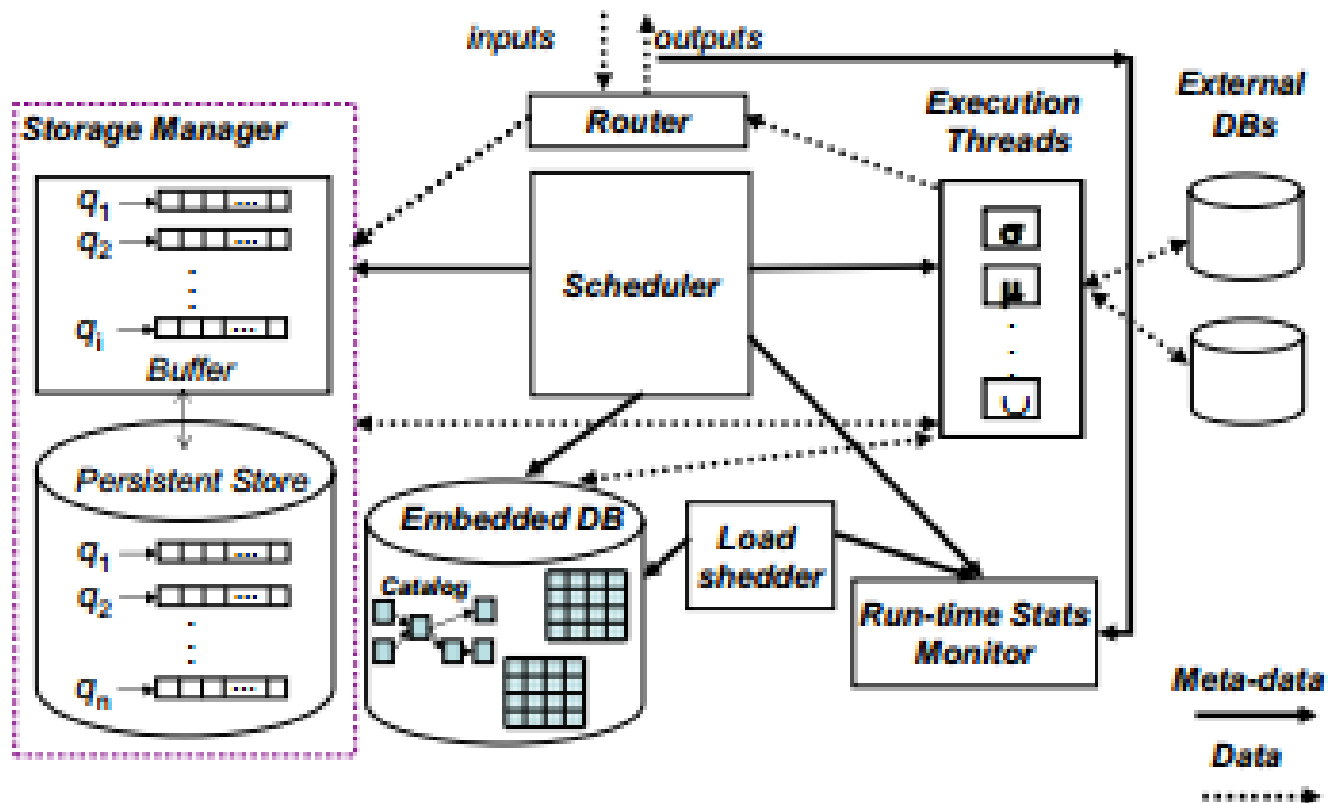 inputs
outputs
Storage Manager
Router
Execution
Threads
External
DBs
q1
....
q2
....
qi
....
Buffer
Scheduler
σ
μ
∪
Persistent Store
q1
....
q2
....
qn
....
Embedded DB
Catalog
Load
shedder
Run-time Stats
Monitor
Meta-data
Data